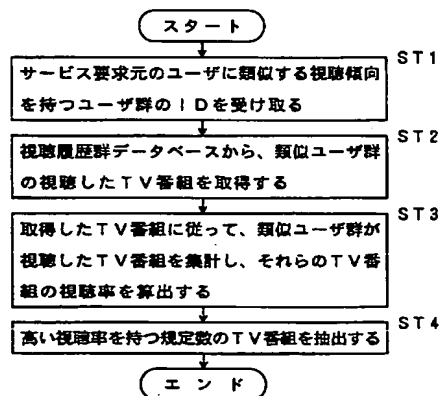 スタート
ST1
サービス要求元のユーザに類似する視聴傾向
を持つユーザ群のIDを受け取る
ST2
視聴履歴群データベースから、類似ユーザ群
の視聴したTV番組を取得する
ST3
取得したTV番組に従って、類似ユーザ群が
視聴したTV番組を集計し、それらのTV番
組の視聴率を算出する
ST4
高い視聴率を持つ規定数のTV番組を抽出する
エンド